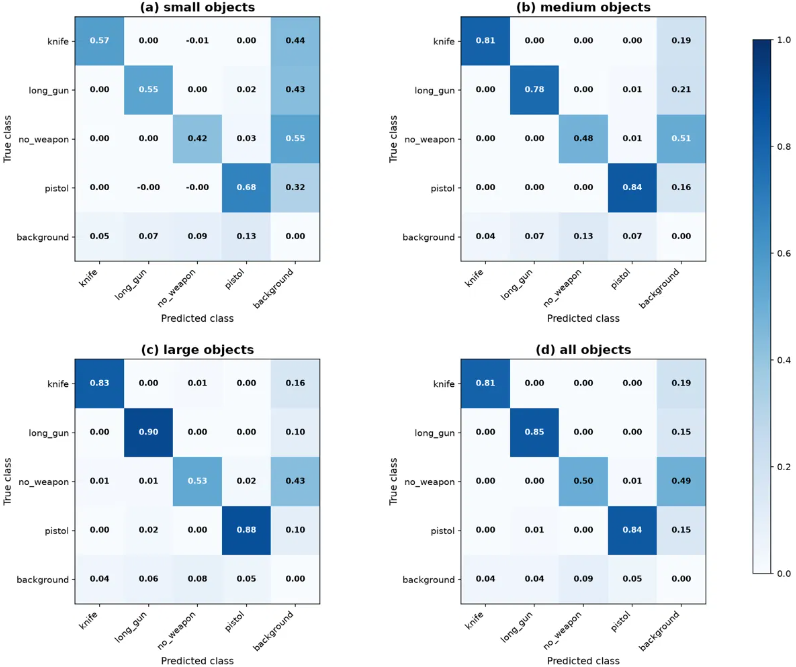 (a) small objects
knife 0.57 0.00 -0.01 0.00 0.44
long_gun 0.00 0.55 0.00 0.02 0.43
no_weapon 0.00 0.00 0.42 0.03 0.55
pistol 0.00 -0.00 -0.00 0.68 0.32
background 0.05 0.07 0.09 0.13 0.00
knife long_gun no_weapon pistol background
Predicted class
True class
(b) medium objects
knife 0.81 0.00 0.00 0.00 0.19
long_gun 0.00 0.78 0.00 0.01 0.21
no_weapon 0.00 0.00 0.48 0.01 0.51
pistol 0.00 0.00 0.00 0.84 0.16
background 0.04 0.07 0.13 0.07 0.00
knife long_gun no_weapon pistol background
Predicted class
True class
(c) large objects
knife 0.83 0.00 0.01 0.00 0.16
long_gun 0.00 0.90 0.00 0.00 0.10
no_weapon 0.01 0.01 0.53 0.02 0.43
pistol 0.00 0.02 0.00 0.88 0.10
background 0.04 0.06 0.08 0.05 0.00
knife long_gun no_weapon pistol background
Predicted class
True class
(d) all objects
knife 0.81 0.00 0.00 0.00 0.19
long_gun 0.00 0.85 0.00 0.00 0.15
no_weapon 0.00 0.00 0.50 0.01 0.49
pistol 0.00 0.01 0.00 0.84 0.15
background 0.04 0.04 0.09 0.05 0.00
knife long_gun no_weapon pistol background
Predicted class
True class
1.0
0.8
0.6
0.4
0.2
0.0